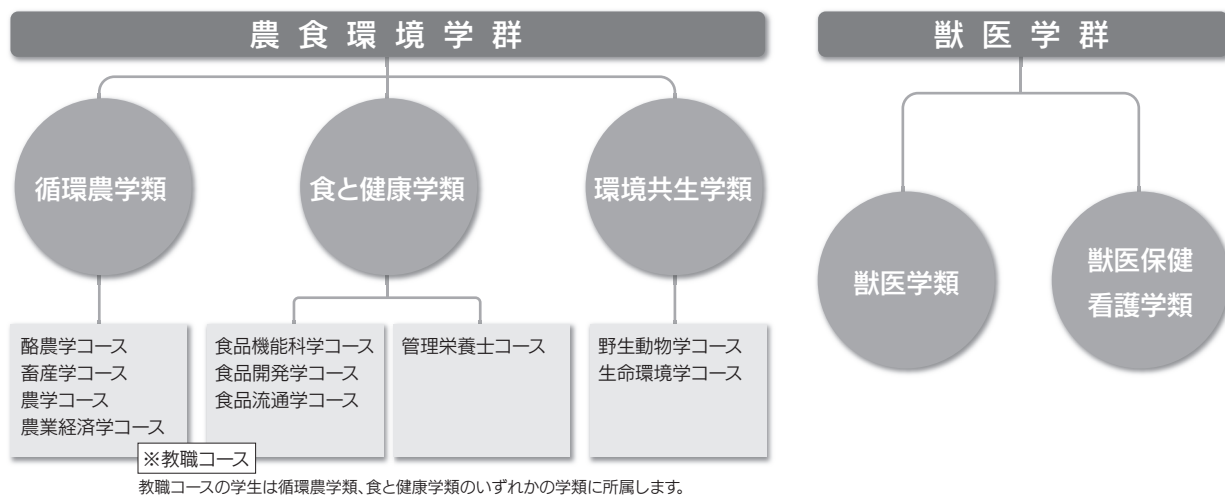 農食環境学群
獣医学群
循環農学類
食と健康学類
環境共生学類
獣医学類
獣医保健
看護学類
酪農学コース
畜産学コース
農学コース
農業経済学コース
食品機能科学コース
食品開発学コース
食品流通学コース
管理栄養士コース
野生動物学コース
生命環境学コース
※教職コース
教職コースの学生は循環農学類、食と健康学類のいずれかの学類に所属します。